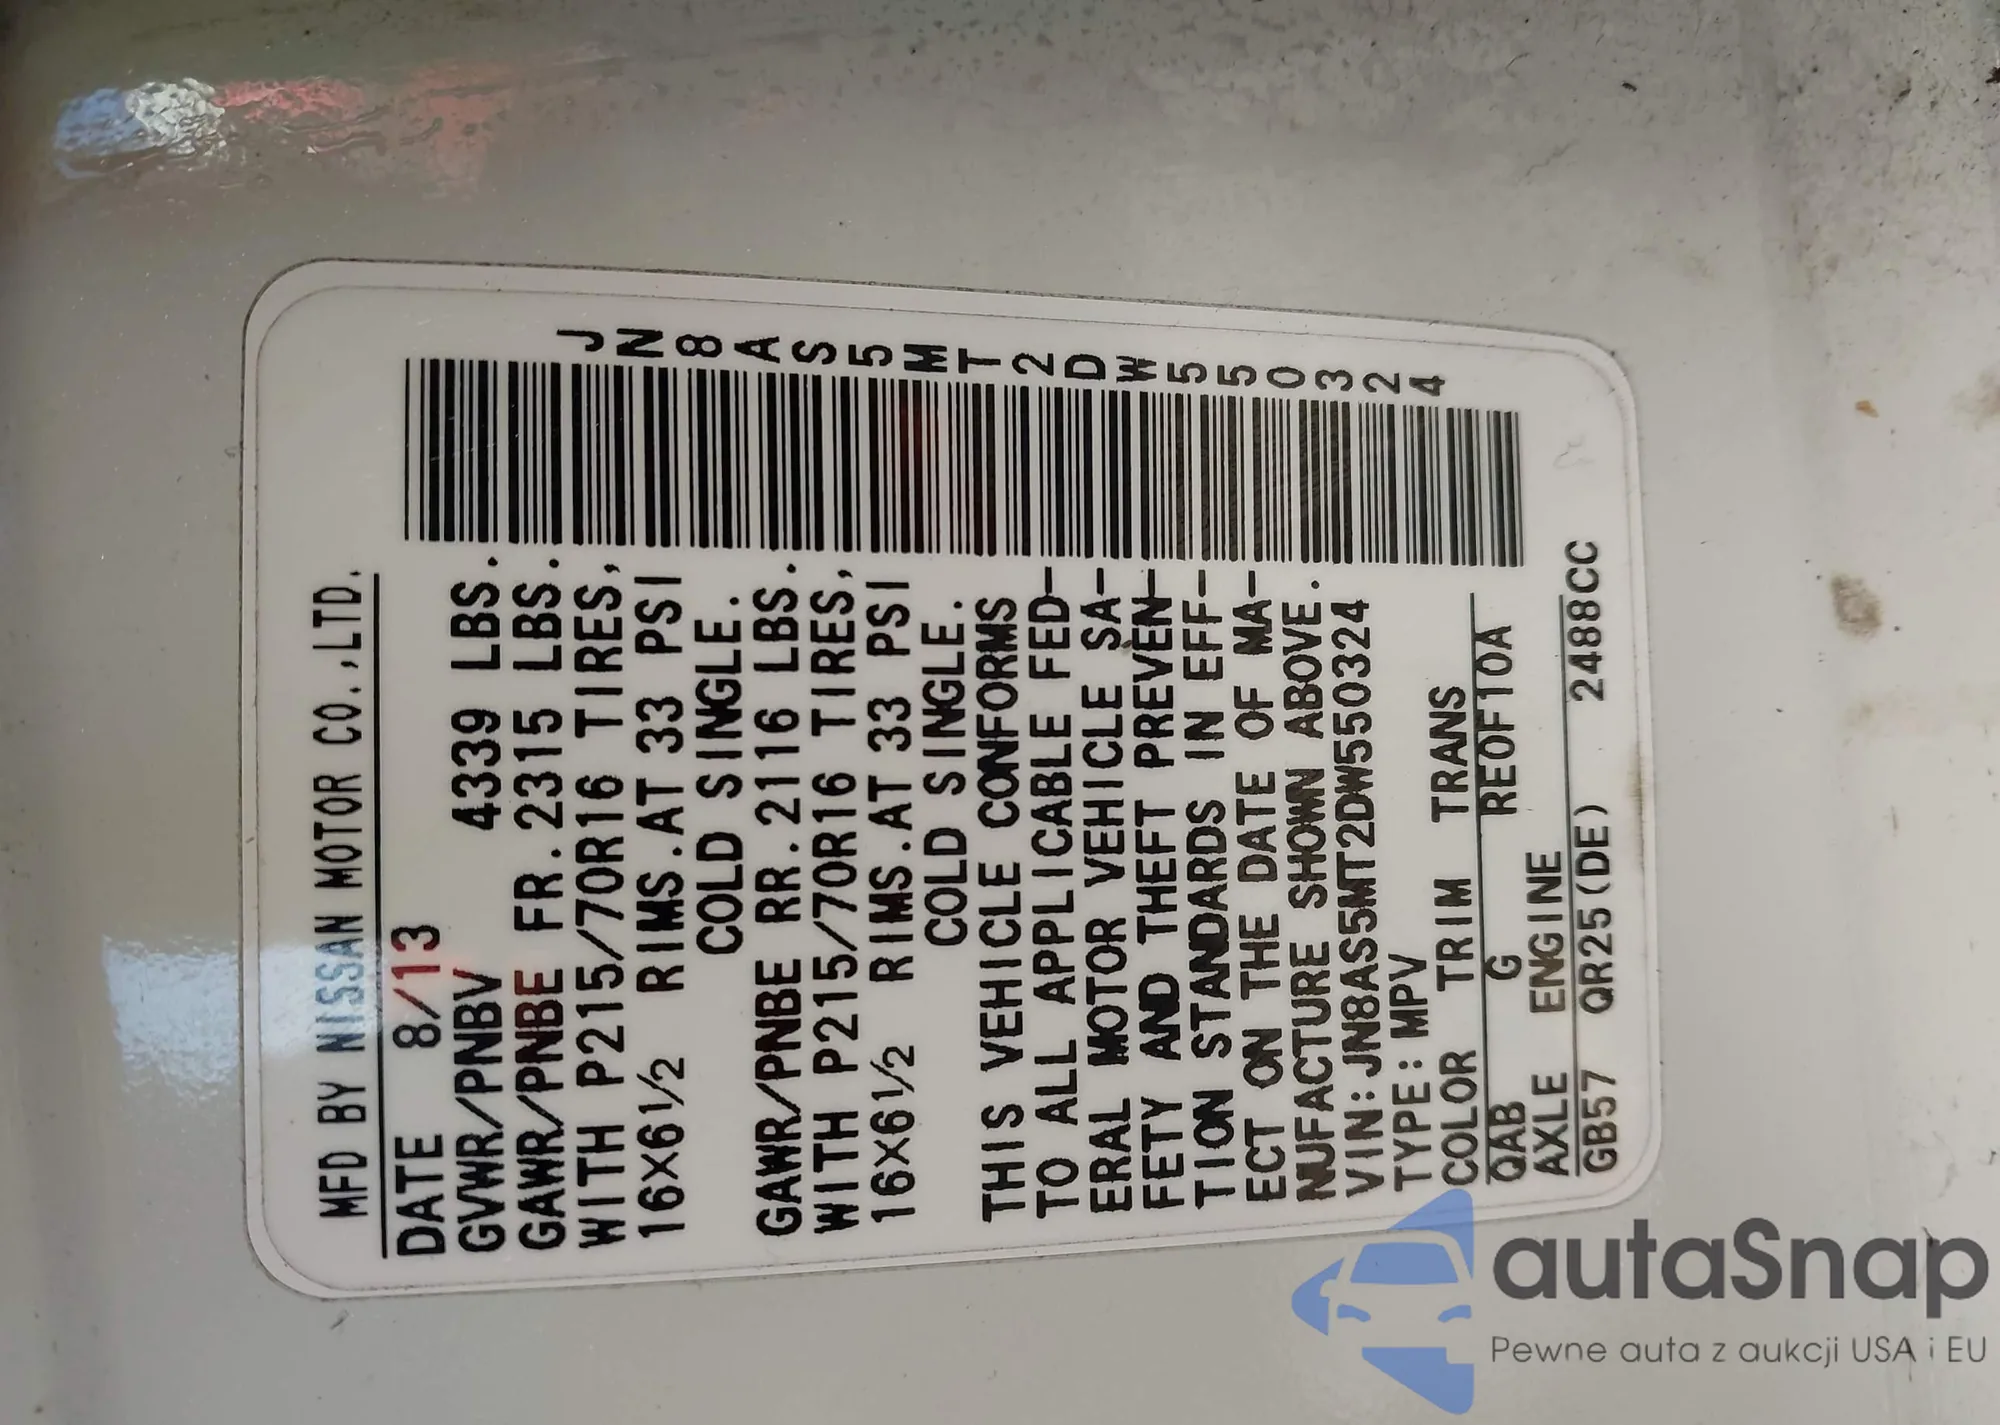 MFD BY NISSAN MOTOR CO.,LTD.
DATE 8/13
GVWR/PNBV 4339 LBS.
GAWR/PNBE FR.2315 LBS.
WITH P215/70R16 TIRES,
16X6½ RIMS.AT 33 PSI
COLD SINGLE.
GAWR/PNBE RR.2116 LBS.
WITH P215/70R16 TIRES,
16X6½ RIMS.AT 33 PSI
COLD SINGLE.
THIS VEHICLE CONFORMS
TO ALL APPLICABLE FED-
ERAL MOTOR VEHICLE SA-
FETY AND THEFT PREVEN-
TION STANDARDS IN EFF-
ECT ON THE DATE OF MA-
NUFACTURE SHOWN ABOVE.
VIN:JN8AS5MT2DW550324
TYPE:MPV
COLOR TRIM TRANS
QAB G REOF10A
AXLE ENGINE
GB57 QR25(DE) 2488CC
JN8AS5MT2DW550324
autaSnap
Pewne auta z aukcji USA i EU